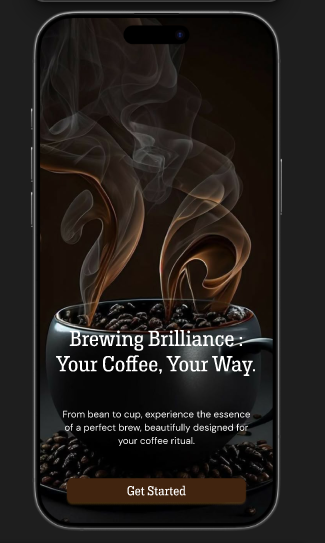 Brewing Brilliance :
Your Coffee, Your Way.
From bean to cup, experience the essence
of a perfect brew, beautifully designed for
your coffee ritual.
Get Started